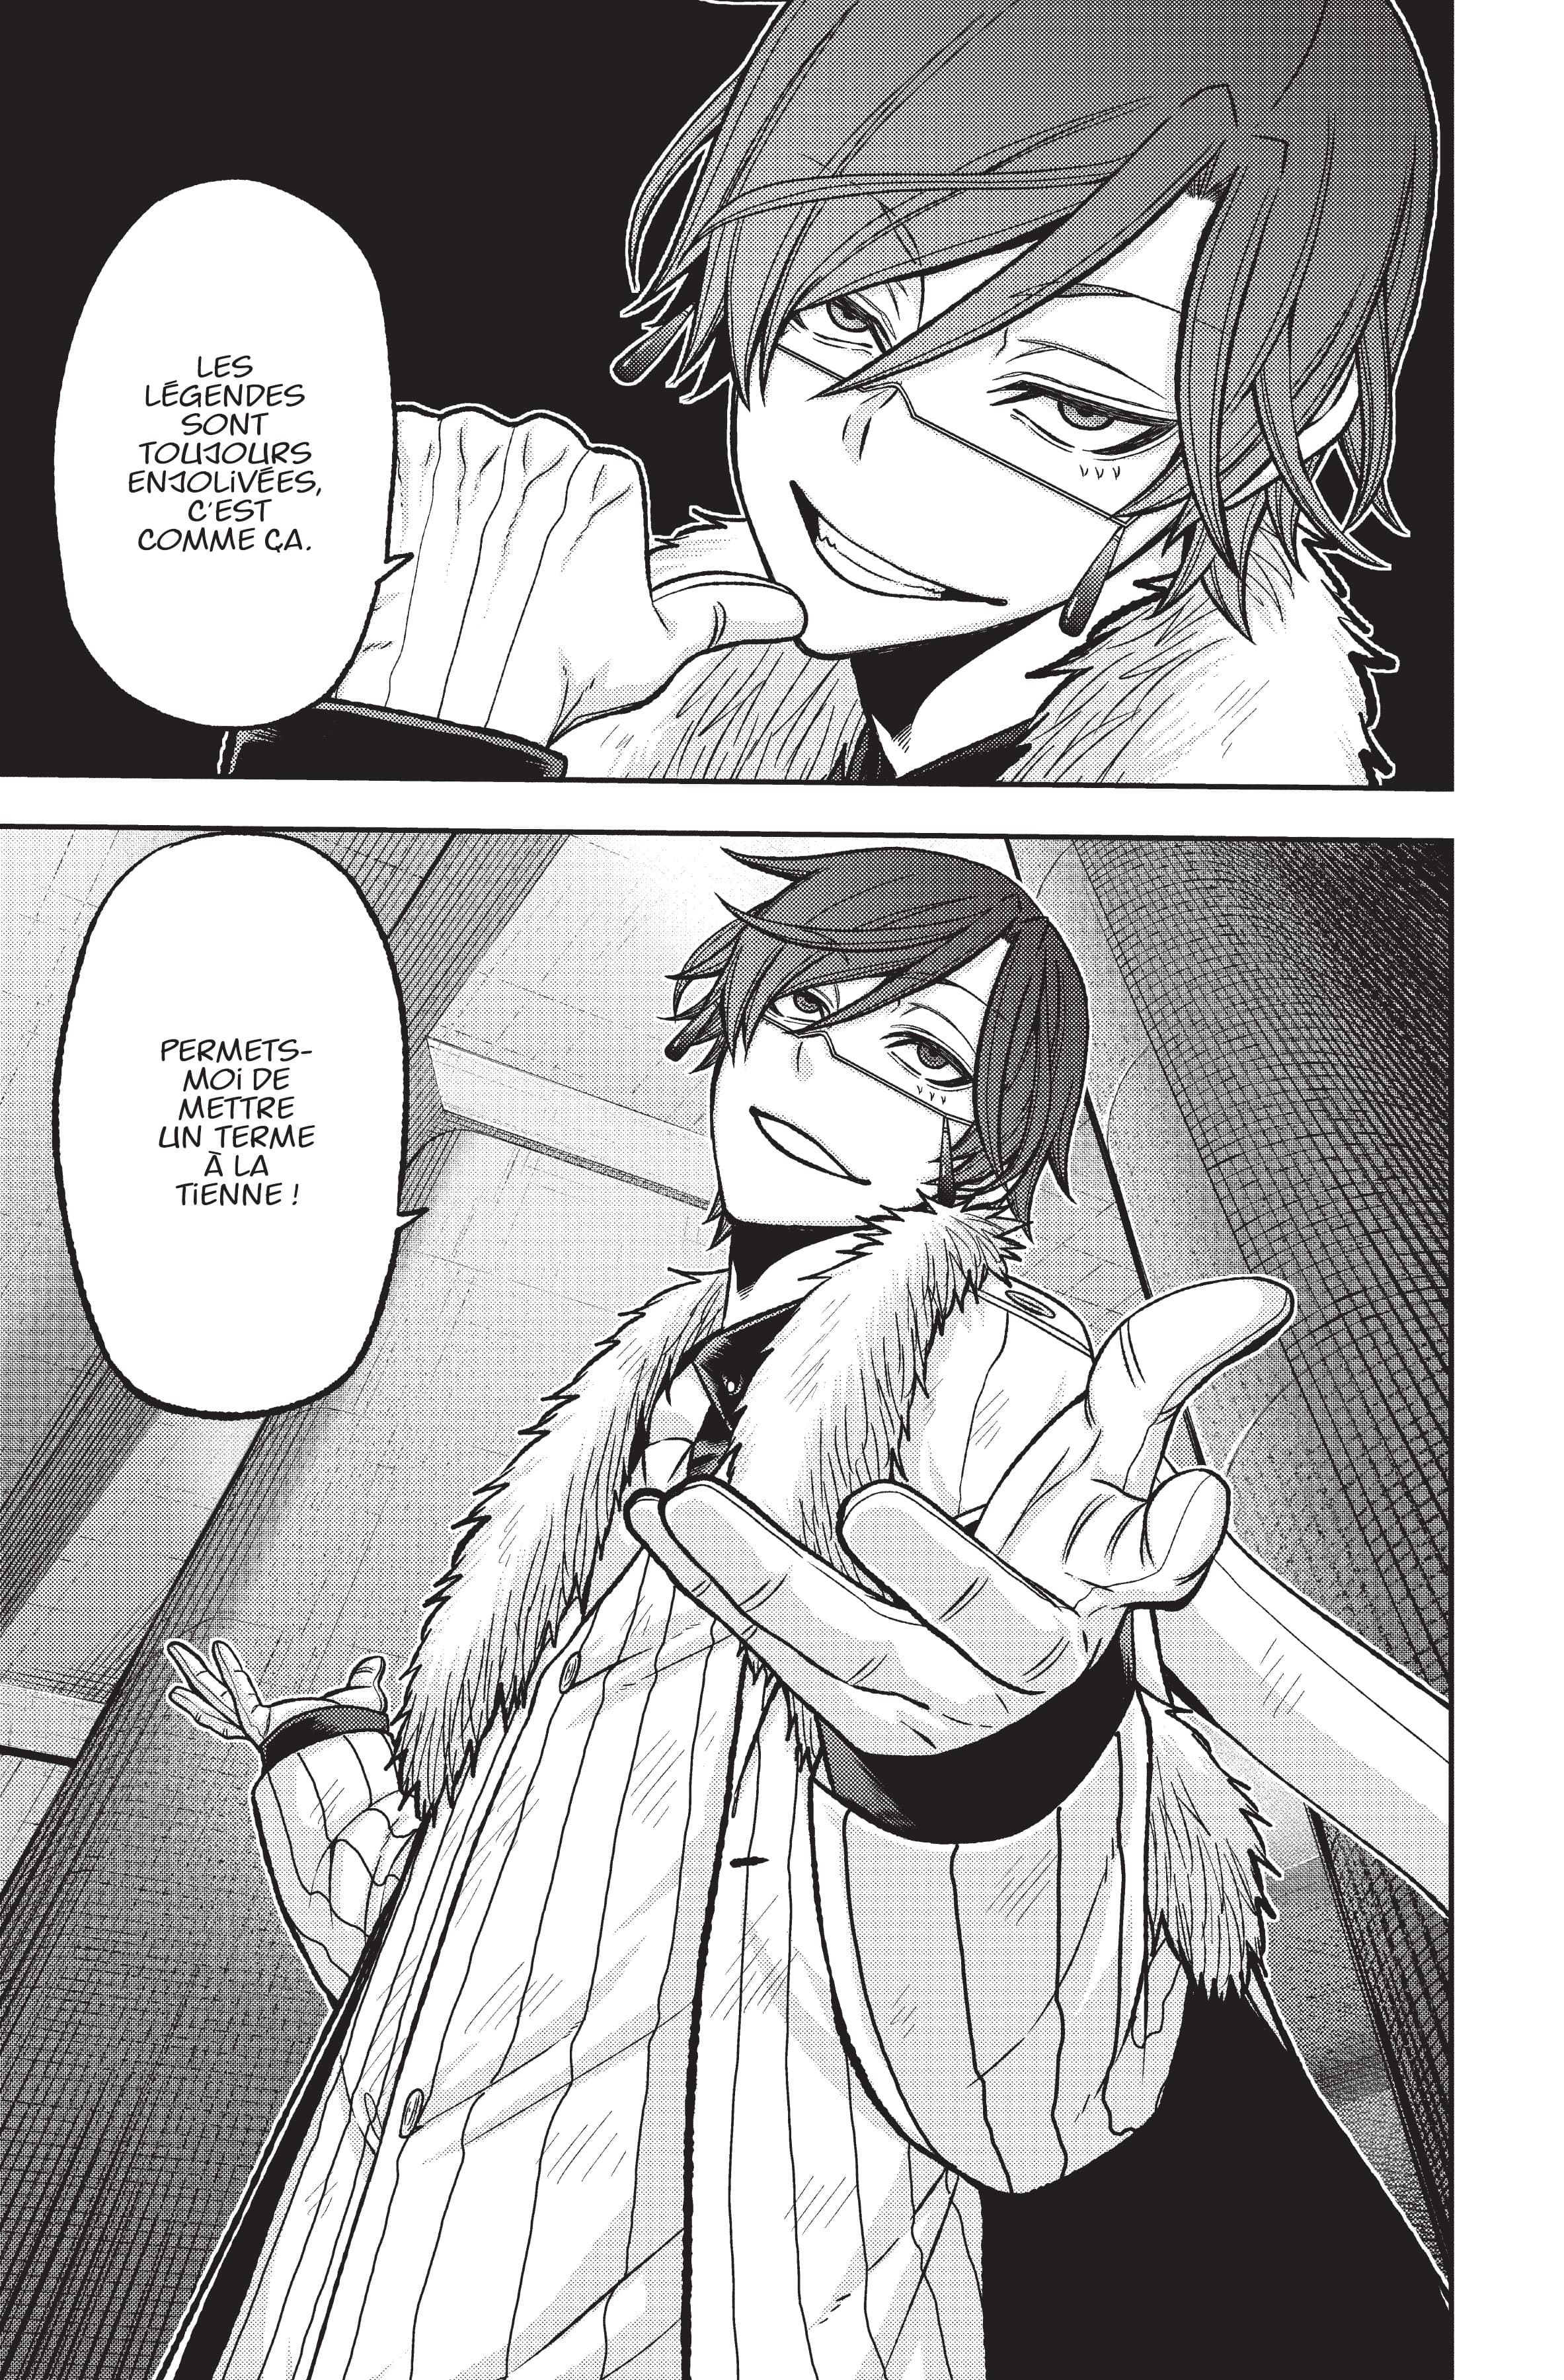 LES
LÉGENDES
SONT
TOUJOURS
ENJOLIVÉES,
C'EST
COMME ÇA.
PERMETS-
MOI DE
METTRE
UN TERME
À LA
TIENNE !